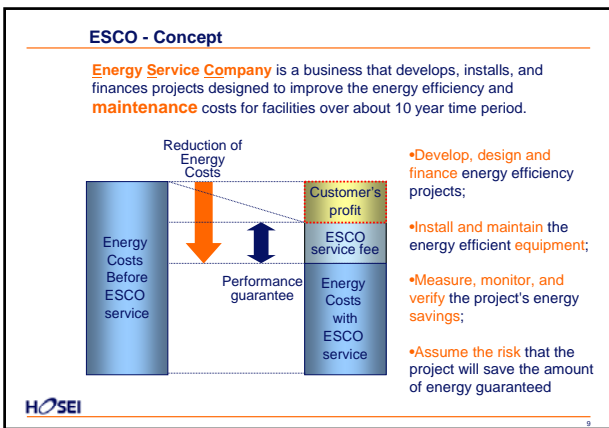 ESCO - Concept
Energy Service Company is a business that develops, installs, and
finances projects designed to improve the energy efficiency and
maintenance costs for facilities over about 10 year time period.
Reduction of
Energy
Costs
Energy
Costs
Before
ESCO
service
Performance
guarantee
Customer's
profit
ESCO
service fee
Energy
Costs
with
ESCO
service
•Develop, design and
finance energy efficiency
projects;
•Install and maintain the
energy efficient equipment;
•Measure, monitor, and
verify the project's energy
savings;
•Assume the risk that the
project will save the amount
of energy guaranteed
HOSEI
9